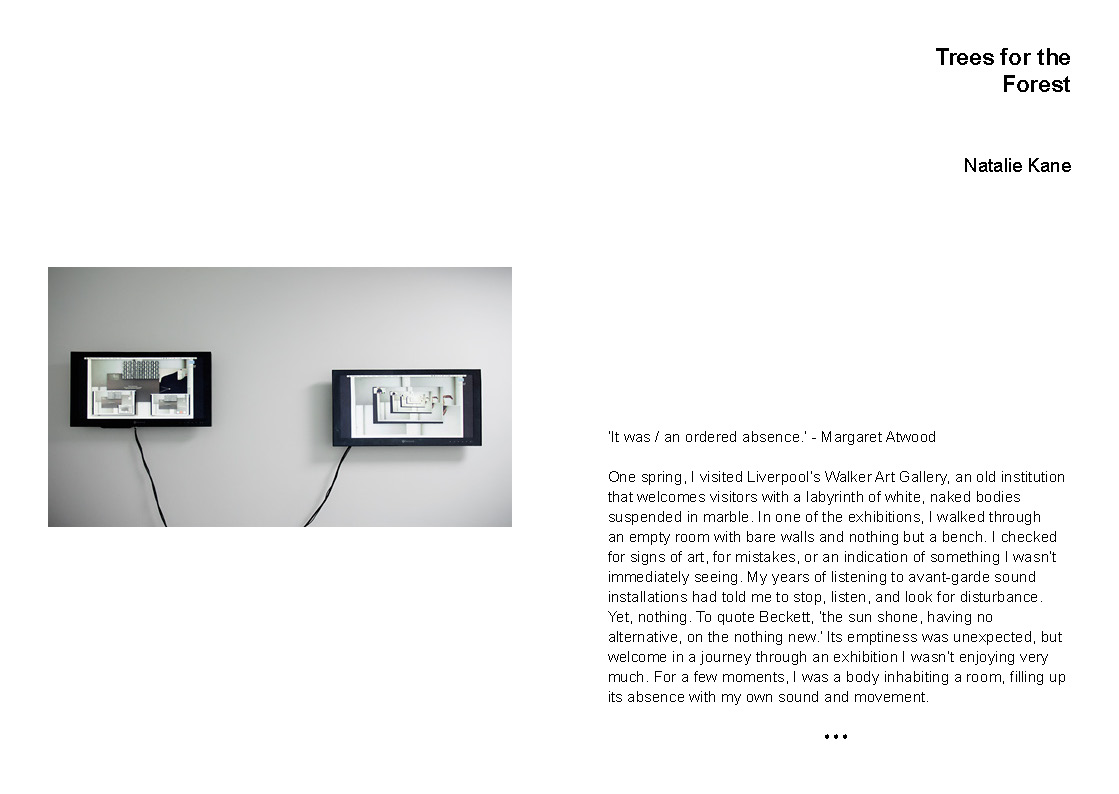 Trees for the
Forest
Natalie Kane
‘It was / an ordered absence.’ - Margaret Atwood
One spring, I visited Liverpool’s Walker Art Gallery, an old institution
that welcomes visitors with a labyrinth of white, naked bodies
suspended in marble. In one of the exhibitions, I walked through
an empty room with bare walls and nothing but a bench. I checked
for signs of art, for mistakes, or an indication of something I wasn’t
immediately seeing. My years of listening to avant-garde sound
installations had told me to stop, listen, and look for disturbance.
Yet, nothing. To quote Beckett, ‘the sun shone, having no
alternative, on the nothing new.’ Its emptiness was unexpected, but
welcome in a journey through an exhibition I wasn’t enjoying very
much. For a few moments, I was a body inhabiting a room, filling up
its absence with my own sound and movement.
•••